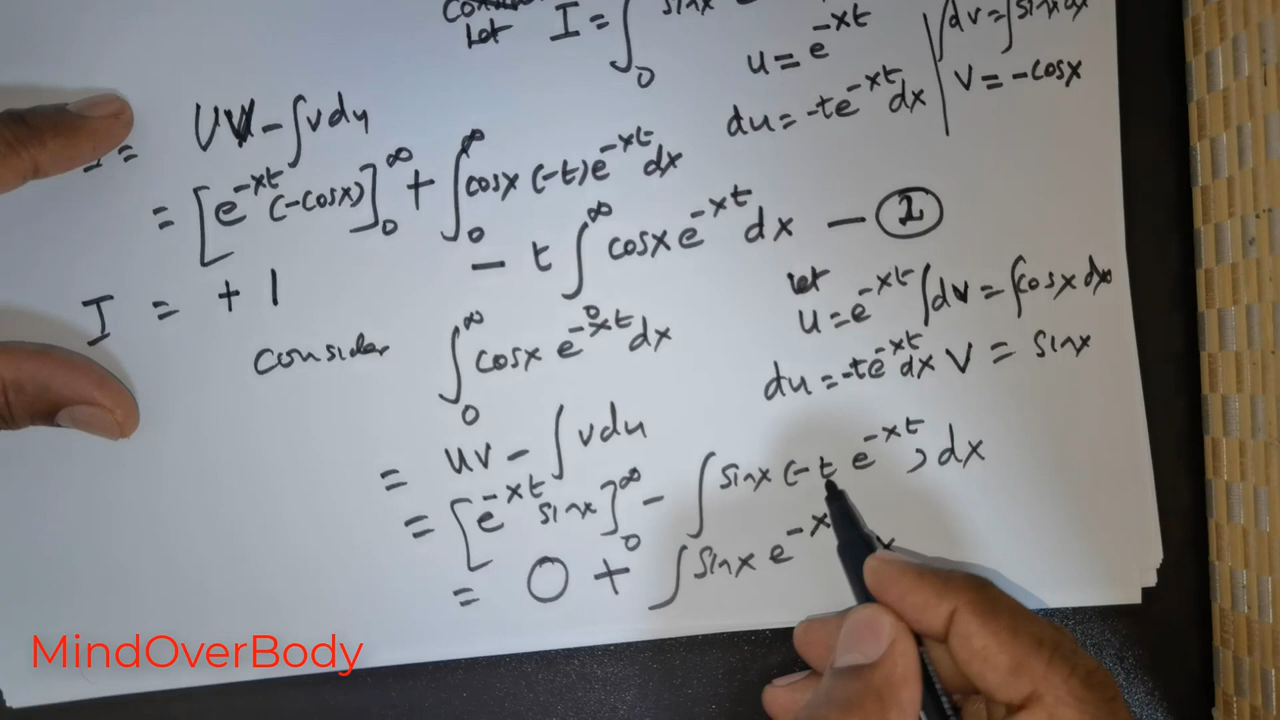 Let I = ∫₀ sinx
u = e^{-xt} | ∫dv = ∫sinx dx
du = -te^{-xt}dx | v = -cosx
I = UV - ∫vdu
= [e^{-xt}(-cosx)]₀^∞ + ∫₀^∞ cosx (-t)e^{-xt}dx
I = +1 - t ∫^∞ cosx e^{-xt}dx - ①
consider ∫₀^∞ cosx e^{-xt}dx
let
u = e^{-xt} ∫dv = ∫cosx dx
du = -te^{-xt}dx v = sinx
= uv - ∫vdu
= [e^{-xt} sinx]₀^∞ - ∫sinx (-t e^{-xt}) dx
= 0 + ∫sinx e^{-x
MindOverBody